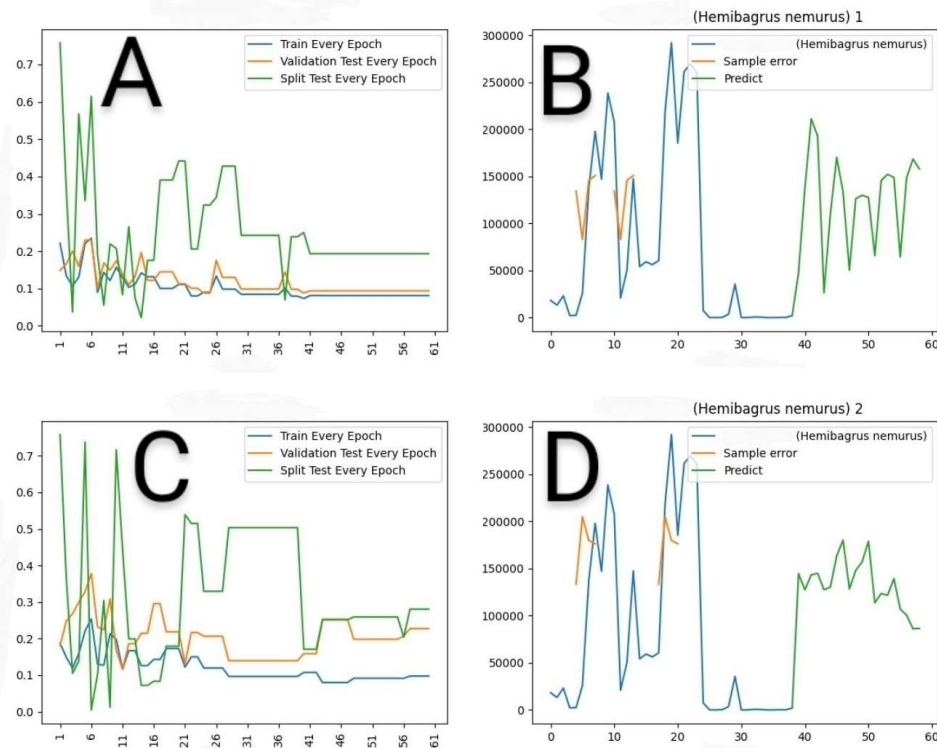 (Hemibagrus nemurus) 1
A
Train Every Epoch
Validation Test Every Epoch
Split Test Every Epoch
0.7
0.6
0.5
0.4
0.3
0.2
0.1
0.0
1 6 11 16 21 26 31 36 41 46 51 56 61
B
(Hemibagrus nemurus)
Sample error
Predict
300000
250000
200000
150000
100000
50000
0
0 10 20 30 40 50 60
(Hemibagrus nemurus) 2
C
Train Every Epoch
Validation Test Every Epoch
Split Test Every Epoch
0.7
0.6
0.5
0.4
0.3
0.2
0.1
0.0
1 6 11 16 21 26 31 36 41 46 51 56 61
D
(Hemibagrus nemurus)
Sample error
Predict
300000
250000
200000
150000
100000
50000
0
0 10 20 30 40 50 60